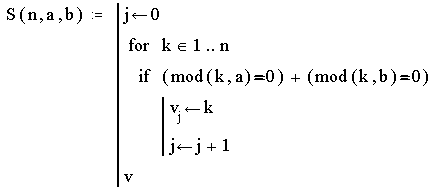 S(n,a,b) := j←0
for k ∈ 1..n
if (mod(k,a)=0) + (mod(k,b)=0)
v_j←k
j←j + 1
v